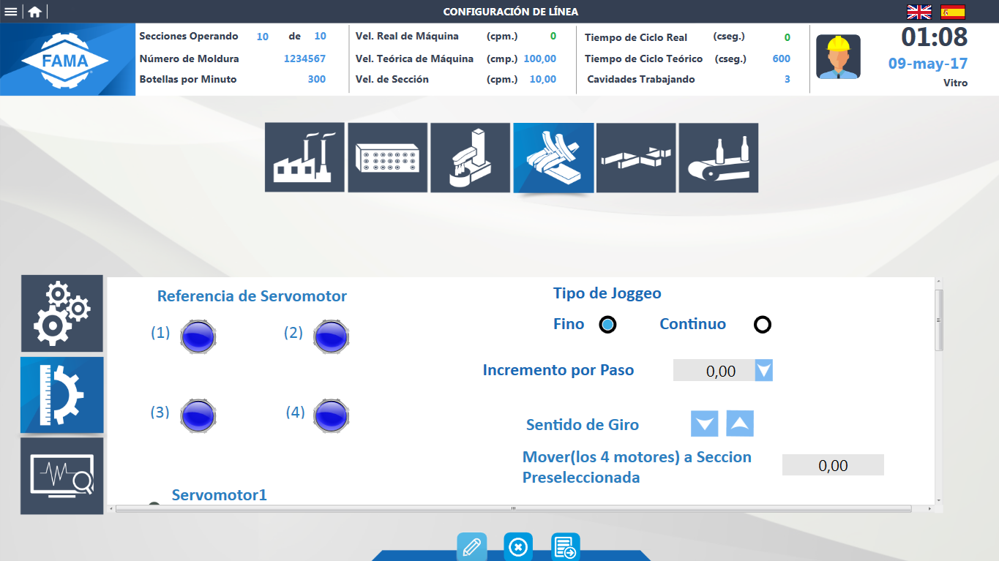 CONFIGURACIÓN DE LÍNEA
FAMA
Secciones Operando 10 de 10
Número de Moldura 1234567
Botellas por Minuto 300
Vel. Real de Máquina (cpm.) 0
Vel. Teórica de Máquina (cmp.) 100,00
Vel. de Sección (cpm.) 10,00
Tiempo de Ciclo Real (cseg.) 0
Tiempo de Ciclo Teórico (cseg.) 600
Cavidades Trabajando 3
01:08
09-may-17
Vitro
Referencia de Servomotor
(1) (2)
(3) (4)
Servomotor1
Tipo de Joggeo
Fino Continuo
Incremento por Paso 0,00
Sentido de Giro
Mover(los 4 motores) a Seccion
Preseleccionada 0,00